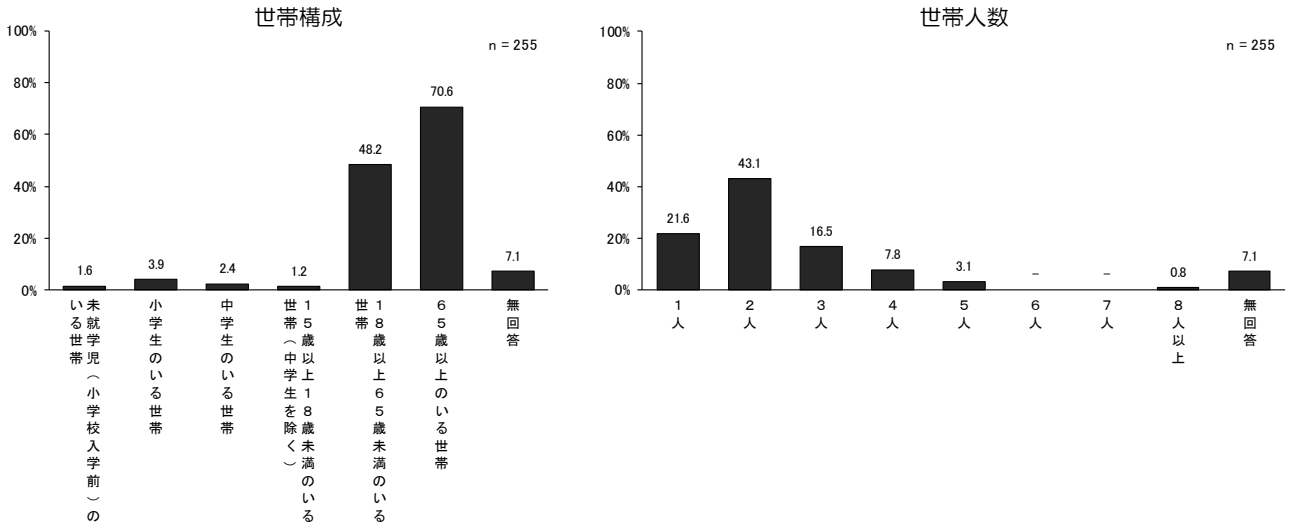 世帯構成
n = 255
100%
80%
60%
40%
20%
0%
1.6
3.9
2.4
1.2
48.2
70.6
7.1
未就学児（小学校入学前）の
いる世帯
小学生のいる世帯
中学生のいる世帯
１５歳以上１８歳未満のいる
世帯（中学生を除く）
１８歳以上６５歳未満のいる
世帯
６５歳以上のいる世帯
無回答
世帯人数
n = 255
100%
80%
60%
40%
20%
0%
21.6
43.1
16.5
7.8
3.1
–
–
0.8
7.1
１人
２人
３人
４人
５人
６人
７人
８人以上
無回答